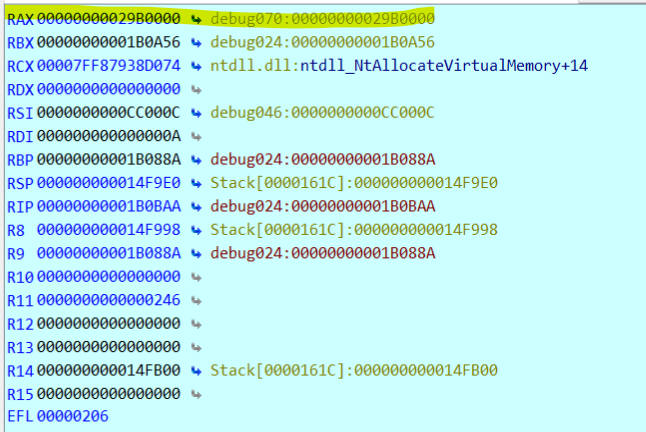 RAX 00000000029B0000 debug070:00000000029B0000
RBX 00000000001B0A56 debug024:00000000001B0A56
RCX 00007FF87938D074 ntdll.dll:ntdll_NtAllocateVirtualMemory+14
RDX 0000000000000000
RSI 0000000000CC000C debug046:0000000000CC000C
RDI 000000000000000A
RBP 00000000001B088A debug024:00000000001B088A
RSP 000000000014F9E0 Stack[0000161C]:000000000014F9E0
RIP 00000000001B0BAA debug024:00000000001B0BAA
R8 000000000014F998 Stack[0000161C]:000000000014F998
R9 00000000001B088A debug024:00000000001B088A
R10 0000000000000000
R11 0000000000000246
R12 0000000000000000
R13 0000000000000000
R14 000000000014FB00 Stack[0000161C]:000000000014FB00
R15 0000000000000000
EFL 00000206